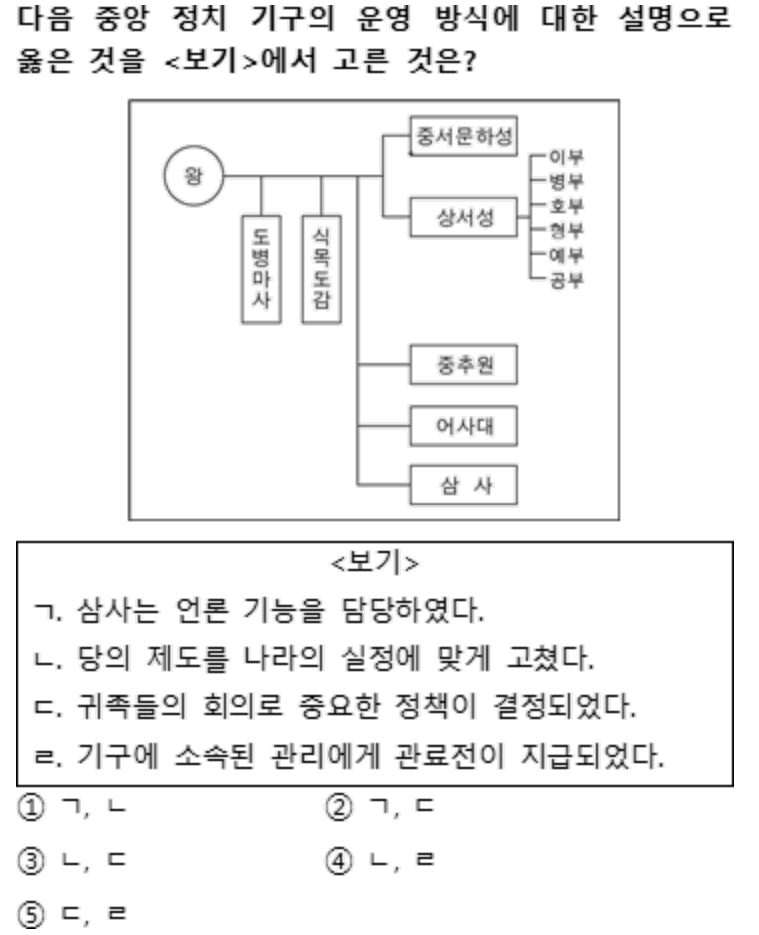 다음 중앙 정치 기구의 운영 방식에 대한 설명으로
옳은 것을 <보기>에서 고른 것은?
왕
도병마사
식목도감
중서문하성
상서성
이부
병부
호부
형부
예부
공부
중추원
어사대
삼 사
<보기>
ㄱ. 삼사는 언론 기능을 담당하였다.
ㄴ. 당의 제도를 나라의 실정에 맞게 고쳤다.
ㄷ. 귀족들의 회의로 중요한 정책이 결정되었다.
ㄹ. 기구에 소속된 관리에게 관료전이 지급되었다.
① ㄱ, ㄴ ② ㄱ, ㄷ
③ ㄴ, ㄷ ④ ㄴ, ㄹ
⑤ ㄷ, ㄹ